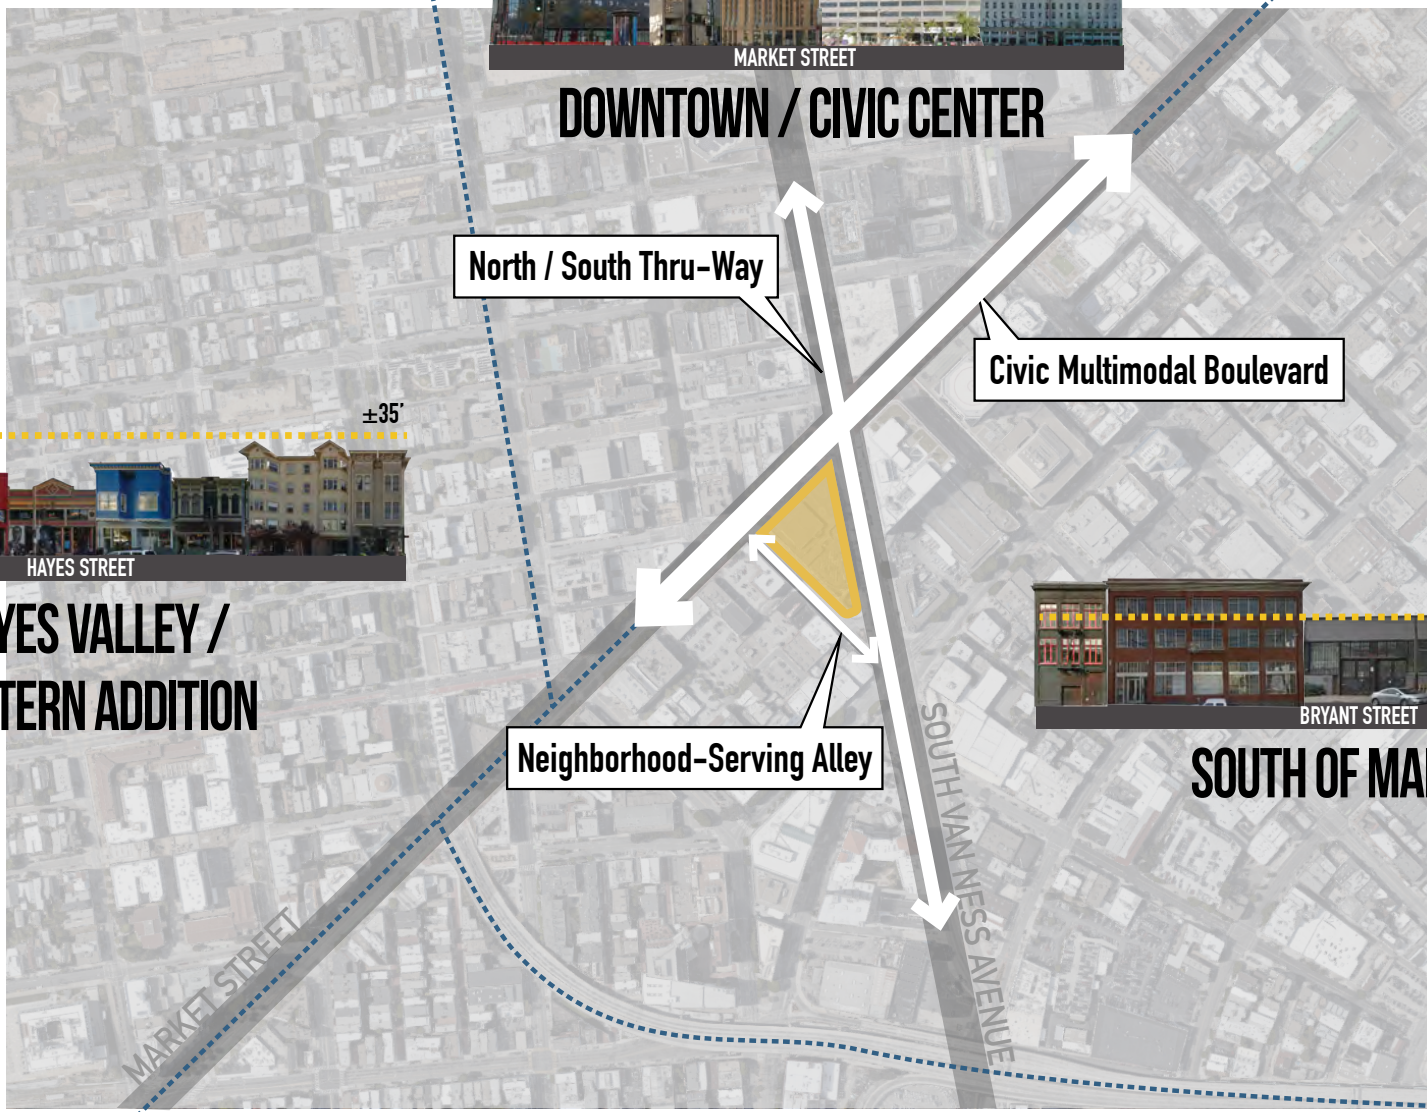 MARKET STREET
DOWNTOWN / CIVIC CENTER
North / South Thru-Way
Civic Multimodal Boulevard
±35'
HAYES STREET
YES VALLEY /
TERN ADDITION
BRYANT STREET
SOUTH OF MA
Neighborhood-Serving Alley
SOUTH VAN NESS AVENUE
MARKET STREET